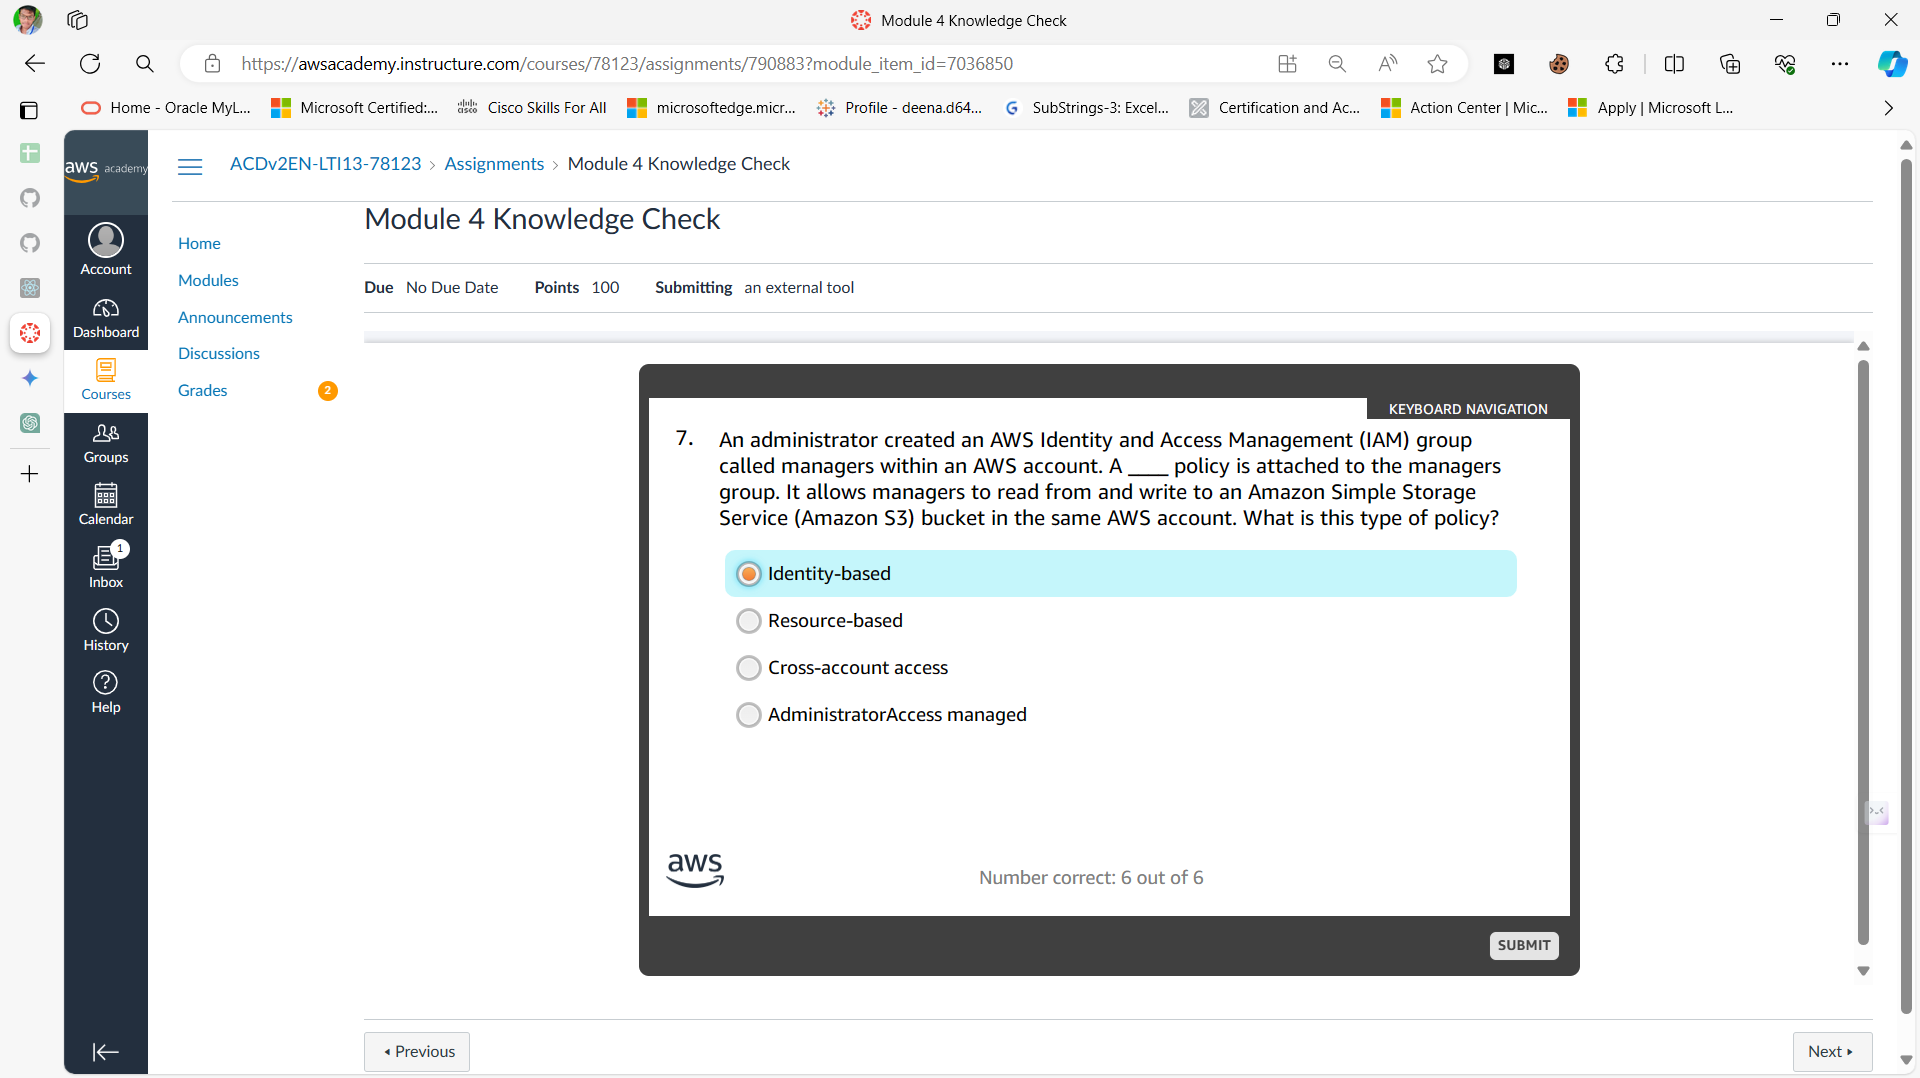 Module 4 Knowledge Check
https://awsacademy.instructure.com/courses/78123/assignments/790883?module_item_id=7036850
Home - Oracle MyL...
Microsoft Certified:...
Cisco Skills For All
microsoftedge.micr...
Profile - deena.d64...
SubStrings-3: Excel...
Certification and Ac...
Action Center | Mic...
Apply | Microsoft L...
aws academy
ACDv2EN-LTI13-78123 › Assignments › Module 4 Knowledge Check
Account
Dashboard
Courses
Groups
Calendar
1
Inbox
History
Help
Home
Modules
Announcements
Discussions
Grades 2
Module 4 Knowledge Check
Due No Due Date Points 100 Submitting an external tool
KEYBOARD NAVIGATION
7. An administrator created an AWS Identity and Access Management (IAM) group
called managers within an AWS account. A ____ policy is attached to the managers
group. It allows managers to read from and write to an Amazon Simple Storage
Service (Amazon S3) bucket in the same AWS account. What is this type of policy?
Identity-based
Resource-based
Cross-account access
AdministratorAccess managed
aws
Number correct: 6 out of 6
SUBMIT
Previous
Next